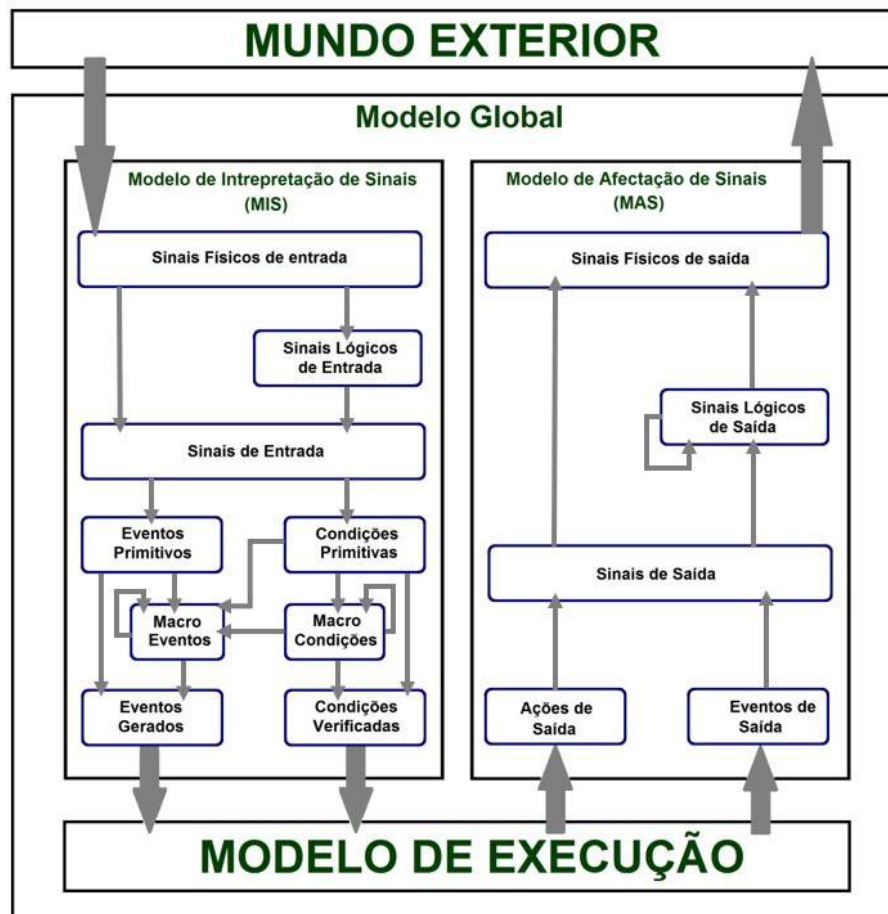 MUNDO EXTERIOR
Modelo Global
Modelo de Intrepretação de Sinais
(MIS)
Sinais Físicos de entrada
Sinais Lógicos
de Entrada
Sinais de Entrada
Eventos
Primitivos
Condições
Primitivas
Macro
Eventos
Macro
Condições
Eventos
Gerados
Condições
Verificadas
Modelo de Afectação de Sinais
(MAS)
Sinais Físicos de saída
Sinais Lógicos
de Saída
Sinais de Saída
Ações de
Saída
Eventos de
Saída
MODELO DE EXECUÇÃO